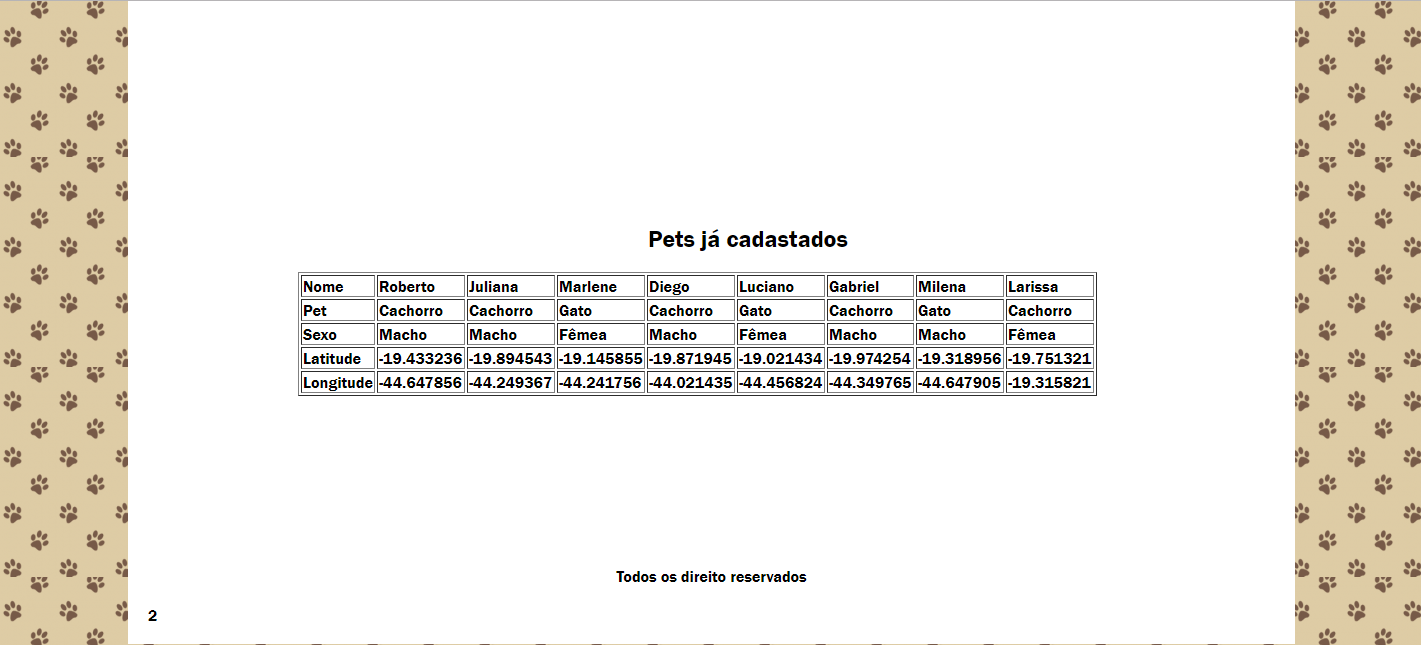 Pets já cadastados
Nome Roberto Juliana Marlene Diego Luciano Gabriel Milena Larissa
Pet Cachorro Cachorro Gato Cachorro Gato Cachorro Gato Cachorro
Sexo Macho Macho Fêmea Macho Fêmea Macho Macho Fêmea
Latitude -19.433236 -19.894543 -19.145855 -19.871945 -19.021434 -19.974254 -19.318956 -19.751321
Longitude -44.647856 -44.249367 -44.241756 -44.021435 -44.456824 -44.349765 -44.647905 -19.315821
Todos os direito reservados
2